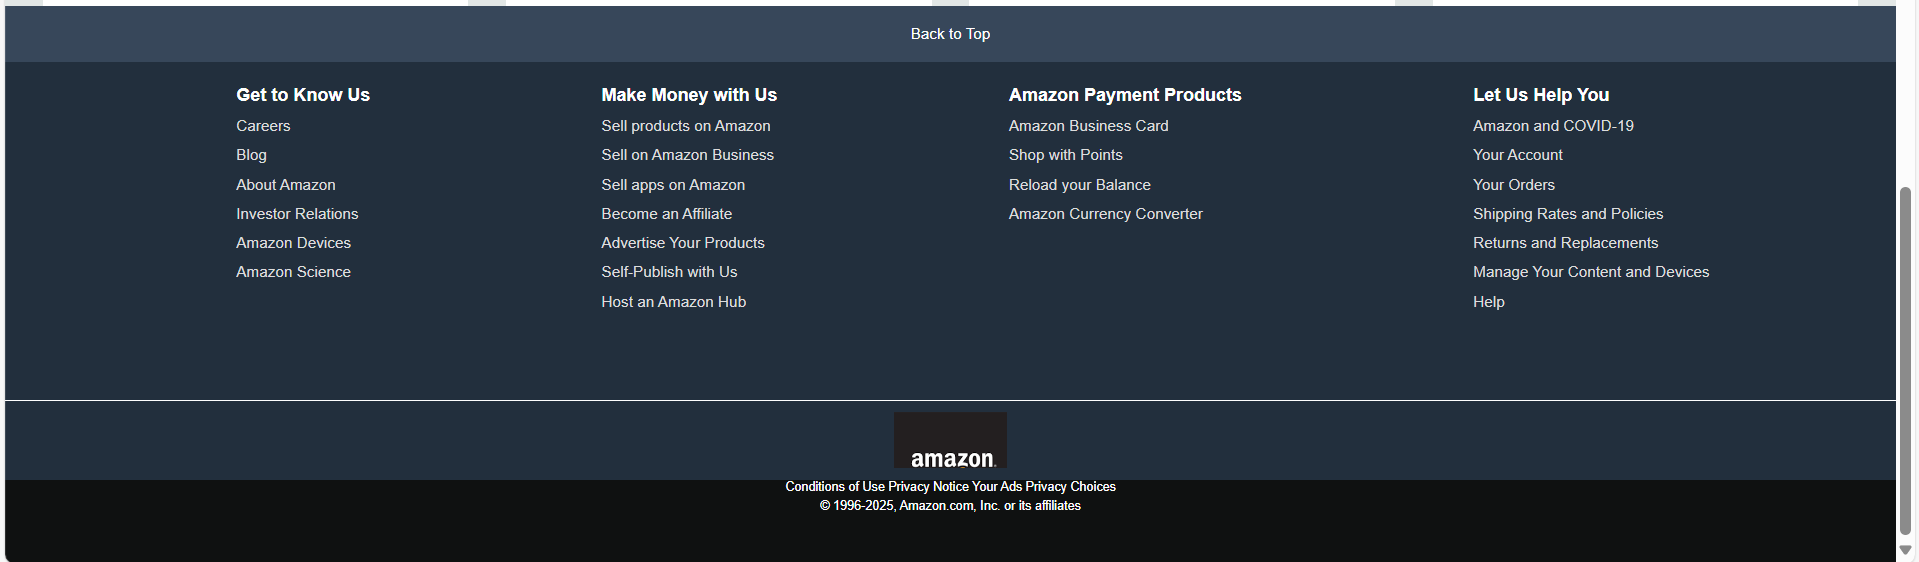 Back to Top
Get to Know Us
Careers
Blog
About Amazon
Investor Relations
Amazon Devices
Amazon Science
Make Money with Us
Sell products on Amazon
Sell on Amazon Business
Sell apps on Amazon
Become an Affiliate
Advertise Your Products
Self-Publish with Us
Host an Amazon Hub
Amazon Payment Products
Amazon Business Card
Shop with Points
Reload your Balance
Amazon Currency Converter
Let Us Help You
Amazon and COVID-19
Your Account
Your Orders
Shipping Rates and Policies
Returns and Replacements
Manage Your Content and Devices
Help
amazon
Conditions of Use Privacy Notice Your Ads Privacy Choices
© 1996-2025, Amazon.com, Inc. or its affiliates